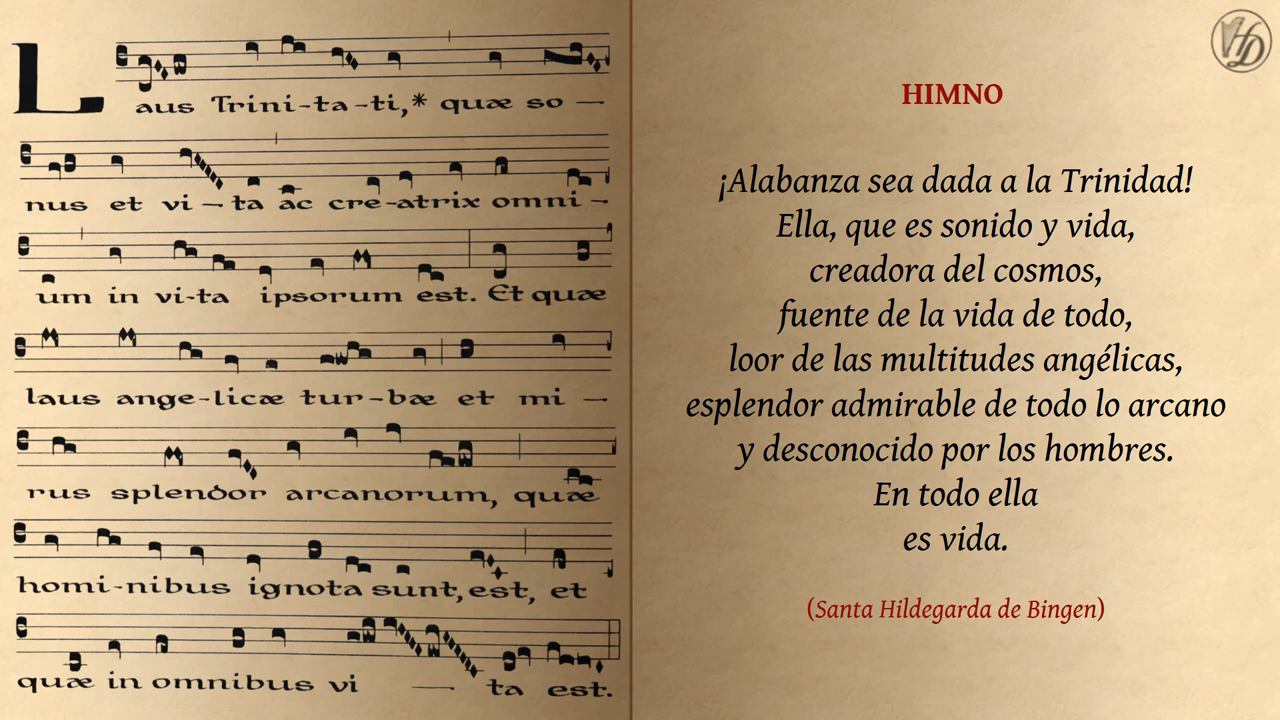 Laus Trini-ta-ti,* quæ so —
nus et vi — ta ac cre-atrix omni –
um in vi-ta ipsorum est. Et quæ
laus ange-licæ tur-bæ et mi —
rus splendor arcanorum, quæ
homi-nibus ignota sunt,est, et
quæ in omnibus vi — ta est.
HD
HIMNO
¡Alabanza sea dada a la Trinidad!
Ella, que es sonido y vida,
creadora del cosmos,
fuente de la vida de todo,
loor de las multitudes angélicas,
esplendor admirable de todo lo arcano
y desconocido por los hombres.
En todo ella
es vida.
(Santa Hildegarda de Bingen)